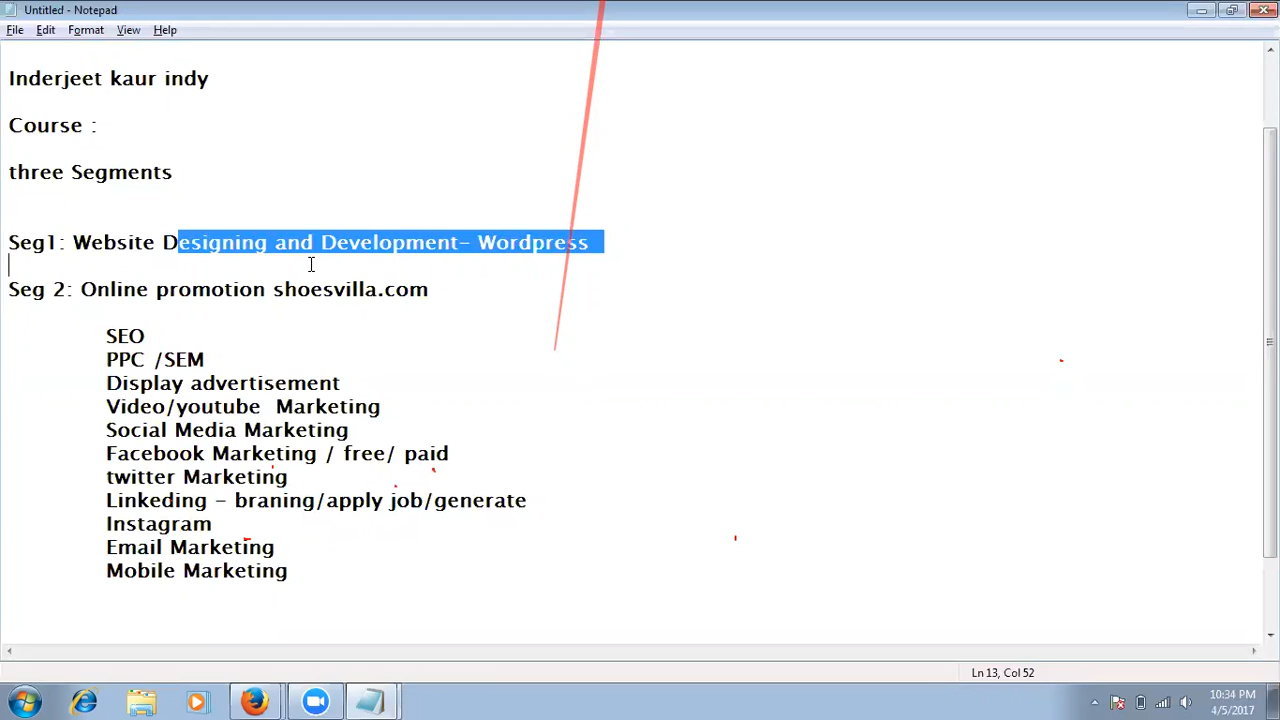 Untitled - Notepad
File Edit Format View Help
Inderjeet kaur indy
Course :
three Segments
Seg1: Website Designing and Development- Wordpress
Seg 2: Online promotion shoesvilla.com
SEO
PPC /SEM
Display advertisement
Video/youtube  Marketing
Social Media Marketing
Facebook Marketing / free/ paid
twitter Marketing
Linkeding - braning/apply job/generate
Instagram
Email Marketing
Mobile Marketing
Ln 13, Col 52
10:34 PM
4/5/2017